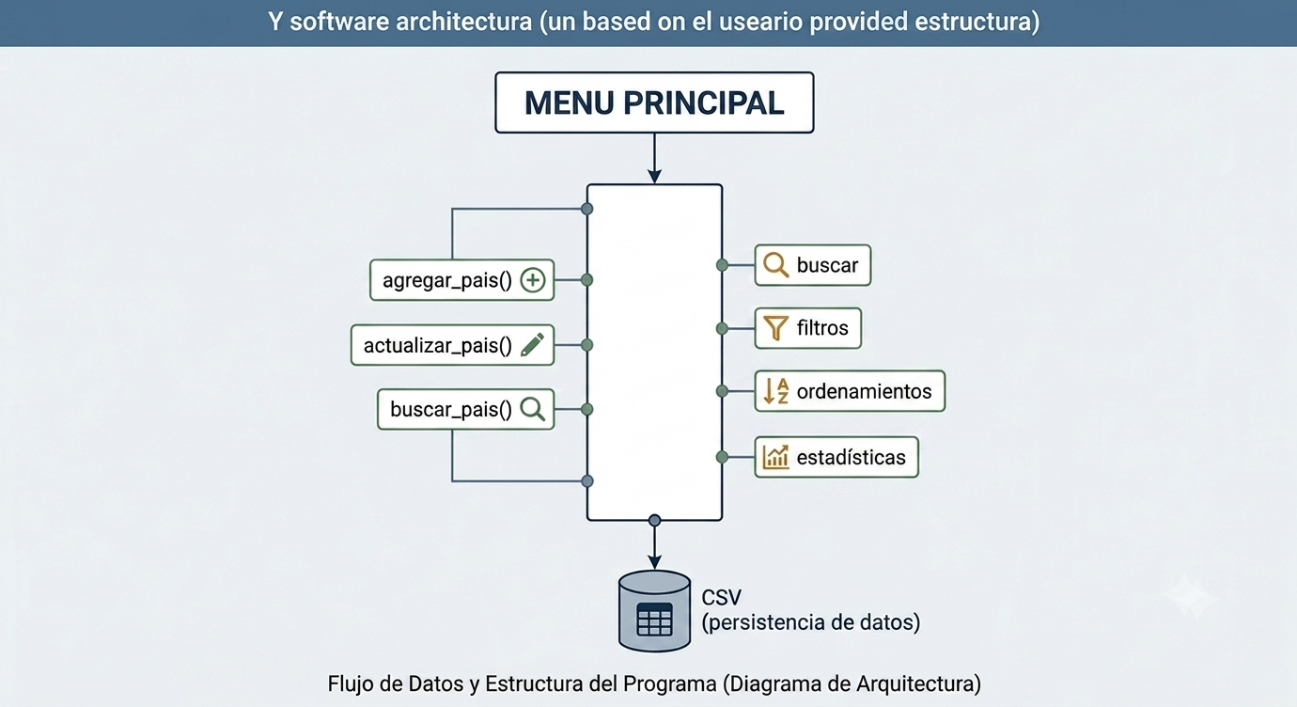 Y software architectura (un based on el useario provided estructura)
MENU PRINCIPAL
agregar_pais()
actualizar_pais()
buscar_pais()
buscar
filtros
A
Z
ordenamientos
estadísticas
CSV
(persistencia de datos)
Flujo de Datos y Estructura del Programa (Diagrama de Arquitectura)